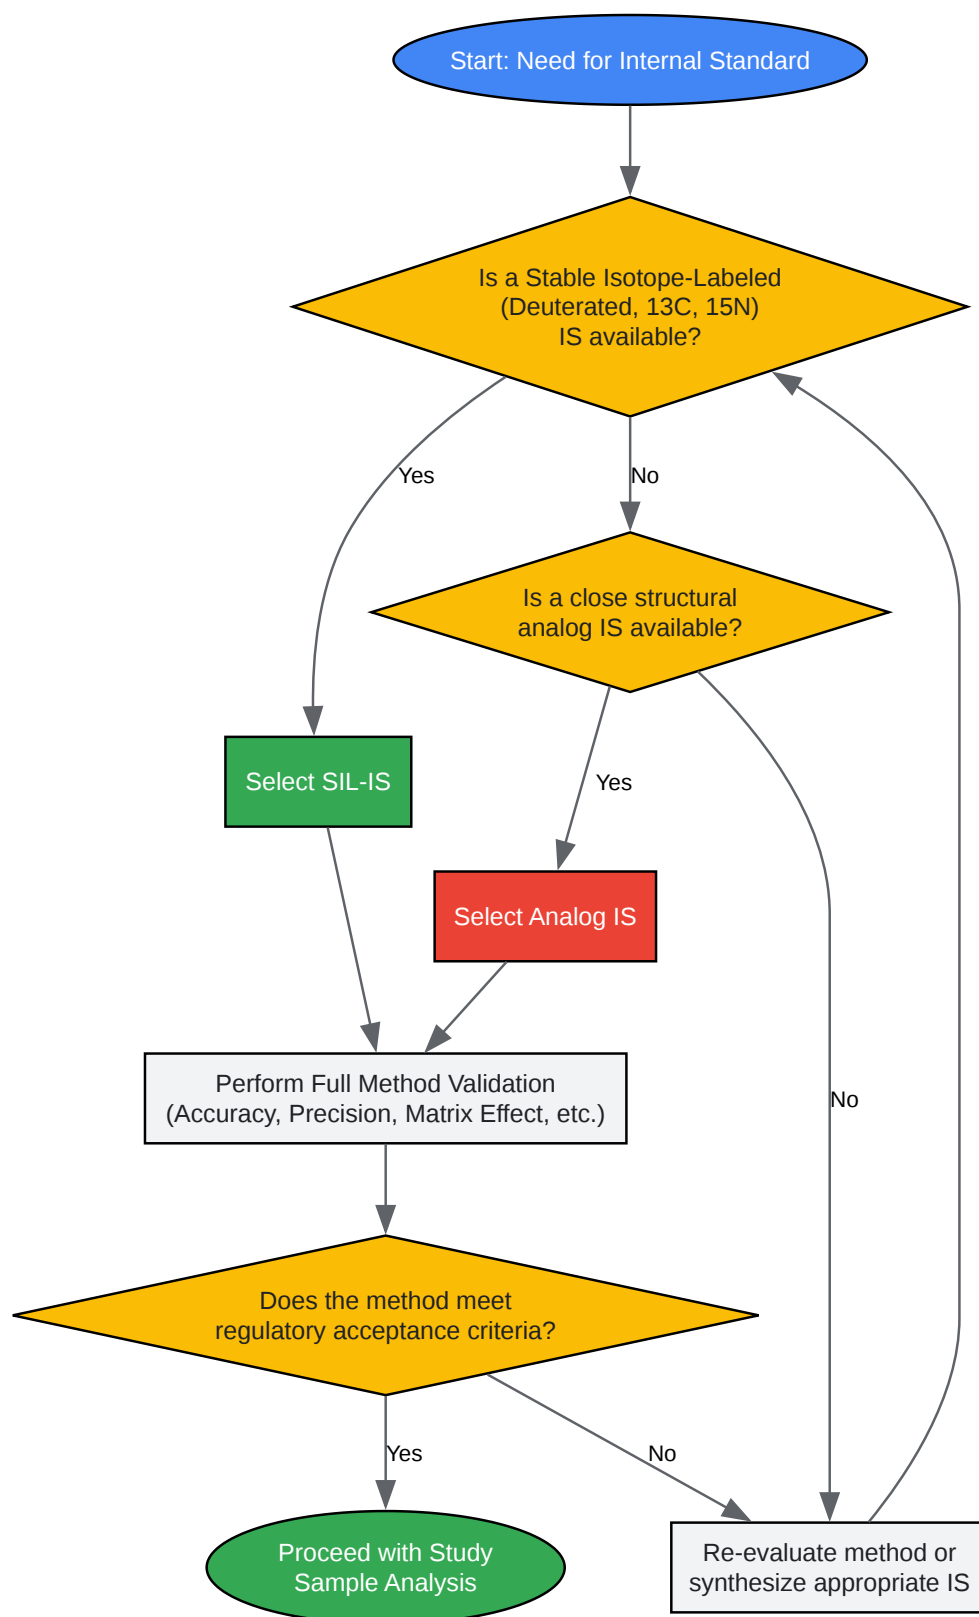 Start: Need for Internal Standard
Is a Stable Isotope-Labeled
(Deuterated, 13C, 15N)
IS available?
Yes
No
Is a close structural
analog IS available?
Select SIL-IS
Yes
Select Analog IS
Perform Full Method Validation
(Accuracy, Precision, Matrix Effect, etc.)
No
Does the method meet
regulatory acceptance criteria?
Yes
No
Proceed with Study
Sample Analysis
Re-evaluate method or
synthesize appropriate IS